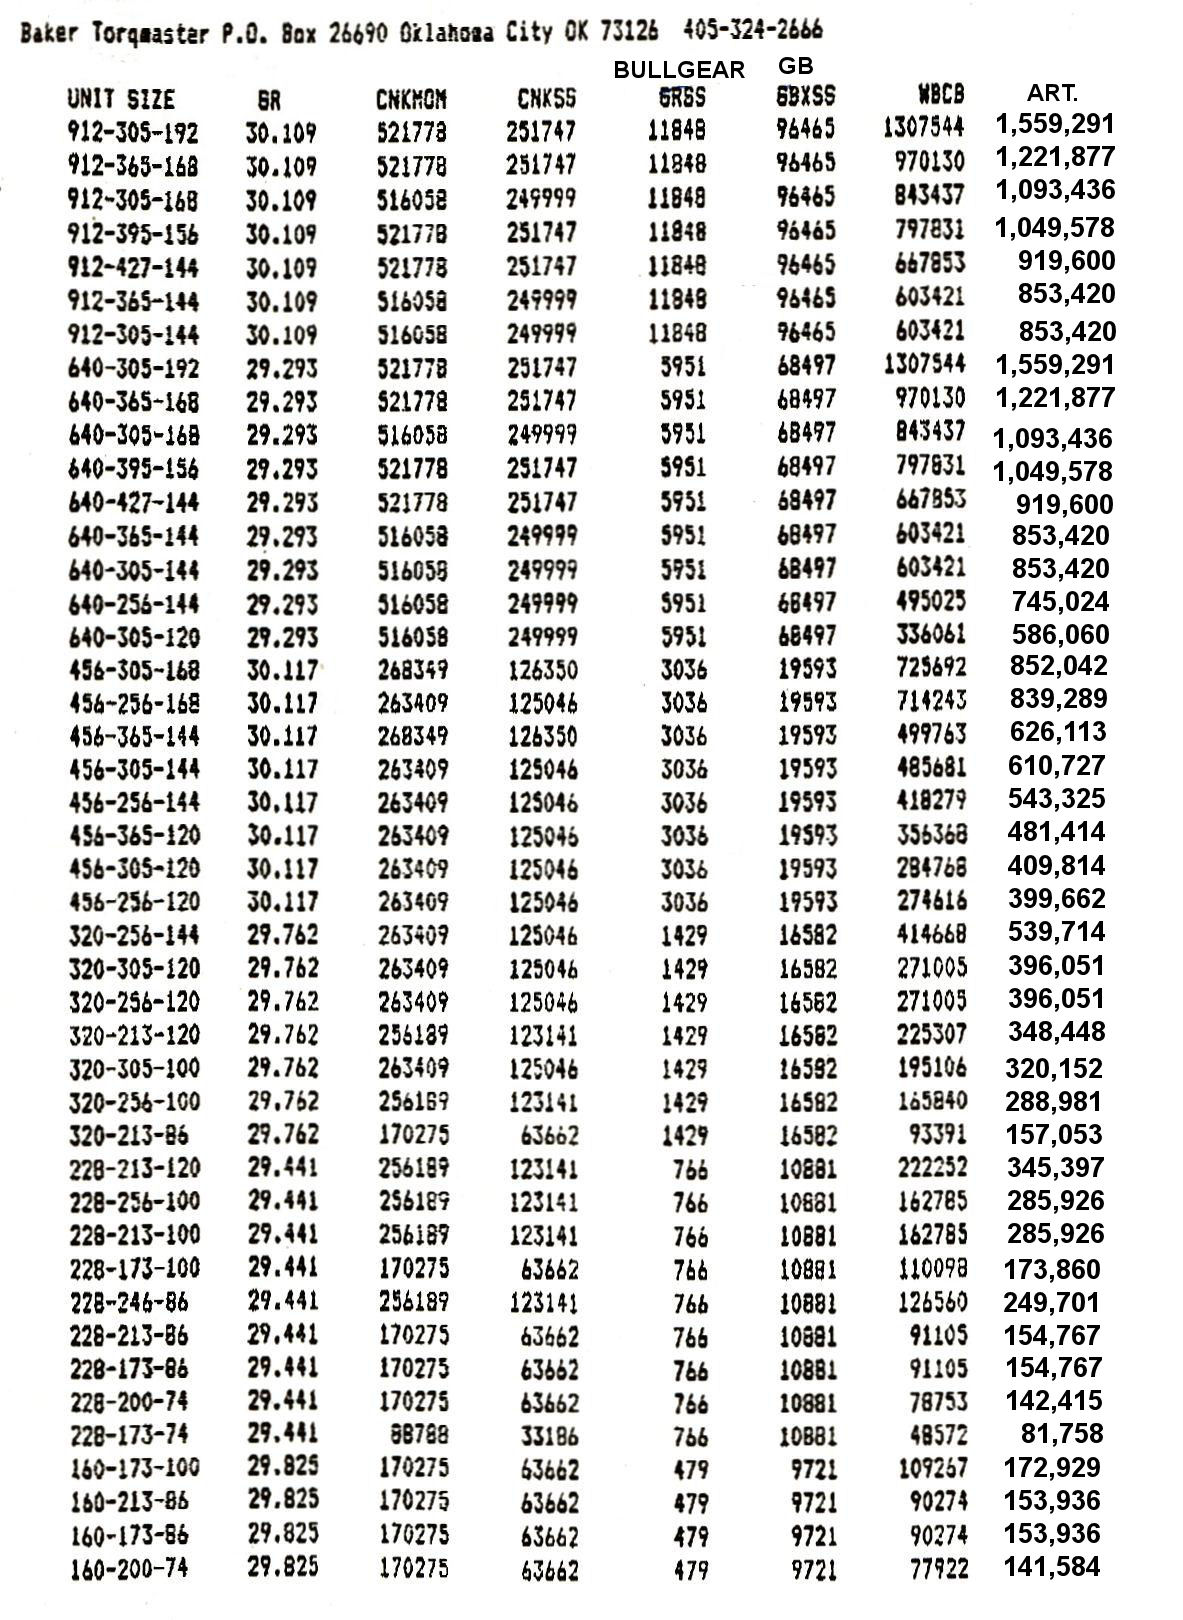 Baker Torqmaster P.O. Box 26690 Oklahoma City OK 73126 405-324-2666
BULLGEAR GB
UNIT SIZE GR CNKMOM CNKSS GRSS GBXSS WBCB ART.
912-305-192 30.109 521778 251747 11848 96465 1307544 1,559,291
912-365-168 30.109 521778 251747 11848 96465 970130 1,221,877
912-305-168 30.109 516058 249999 11848 96465 843437 1,093,436
912-395-156 30.109 521778 251747 11848 96465 797831 1,049,578
912-427-144 30.109 521778 251747 11848 96465 667853 919,600
912-365-144 30.109 516058 249999 11848 96465 603421 853,420
912-305-144 30.109 516058 249999 11848 96465 603421 853,420
640-305-192 29.293 521778 251747 5951 68497 1307544 1,559,291
640-365-168 29.293 521778 251747 5951 68497 970130 1,221,877
640-305-168 29.293 516058 249999 5951 68497 843437 1,093,436
640-395-156 29.293 521778 251747 5951 68497 797831 1,049,578
640-427-144 29.293 521778 251747 5951 68497 667853 919,600
640-365-144 29.293 516058 249999 5951 68497 603421 853,420
640-305-144 29.293 516058 249999 5951 68497 603421 853,420
640-256-144 29.293 516058 249999 5951 68497 495025 745,024
640-305-120 29.293 516058 249999 5951 68497 336061 586,060
456-305-168 30.117 268349 126350 3036 19593 725692 852,042
456-256-168 30.117 263409 125046 3036 19593 714243 839,289
456-365-144 30.117 268349 126350 3036 19593 499763 626,113
456-305-144 30.117 263409 125046 3036 19593 485681 610,727
456-256-144 30.117 263409 125046 3036 19593 418279 543,325
456-365-120 30.117 263409 125046 3036 19593 356368 481,414
456-305-120 30.117 263409 125046 3036 19593 284768 409,814
456-256-120 30.117 263409 125046 3036 19593 274616 399,662
320-256-144 29.762 263409 125046 1429 16582 414668 539,714
320-305-120 29.762 263409 125046 1429 16582 271005 396,051
320-256-120 29.762 263409 125046 1429 16582 271005 396,051
320-213-120 29.762 256189 123141 1429 16582 225307 348,448
320-305-100 29.762 263409 125046 1429 16582 195106 320,152
320-256-100 29.762 256189 123141 1429 16582 165840 288,981
320-213-86 29.762 170275 63662 1429 16582 93391 157,053
228-213-120 29.441 256189 123141 766 10881 222252 345,397
228-256-100 29.441 256189 123141 766 10881 162785 285,926
228-213-100 29.441 256189 123141 766 10881 162785 285,926
228-173-100 29.441 170275 63662 766 10881 110098 173,860
228-246-86 29.441 256189 123141 766 10881 126560 249,701
228-213-86 29.441 170275 63662 766 10881 91105 154,767
228-173-86 29.441 170275 63662 766 10881 91105 154,767
228-200-74 29.441 170275 63662 766 10881 78753 142,415
228-173-74 29.441 88788 33186 766 10881 48572 81,758
160-173-100 29.825 170275 63662 479 9721 109267 172,929
160-213-86 29.825 170275 63662 479 9721 90274 153,936
160-173-86 29.825 170275 63662 479 9721 90274 153,936
160-200-74 29.825 170275 63662 479 9721 77922 141,584